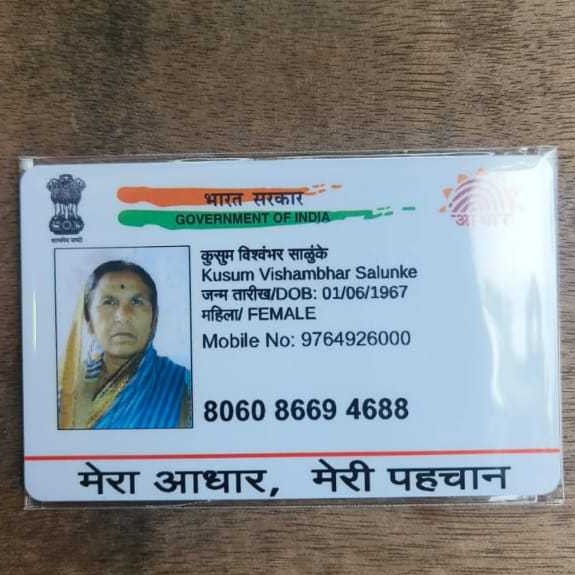 भारत सरकार
GOVERNMENT OF INDIA
आधार
कुसुम विश्वंभर साळुंके
Kusum Vishambhar Salunke
जन्म तारीख/DOB: 01/06/1967
महिला/ FEMALE
Mobile No: 9764926000
8060 8669 4688
मेरा आधार, मेरी पहचान